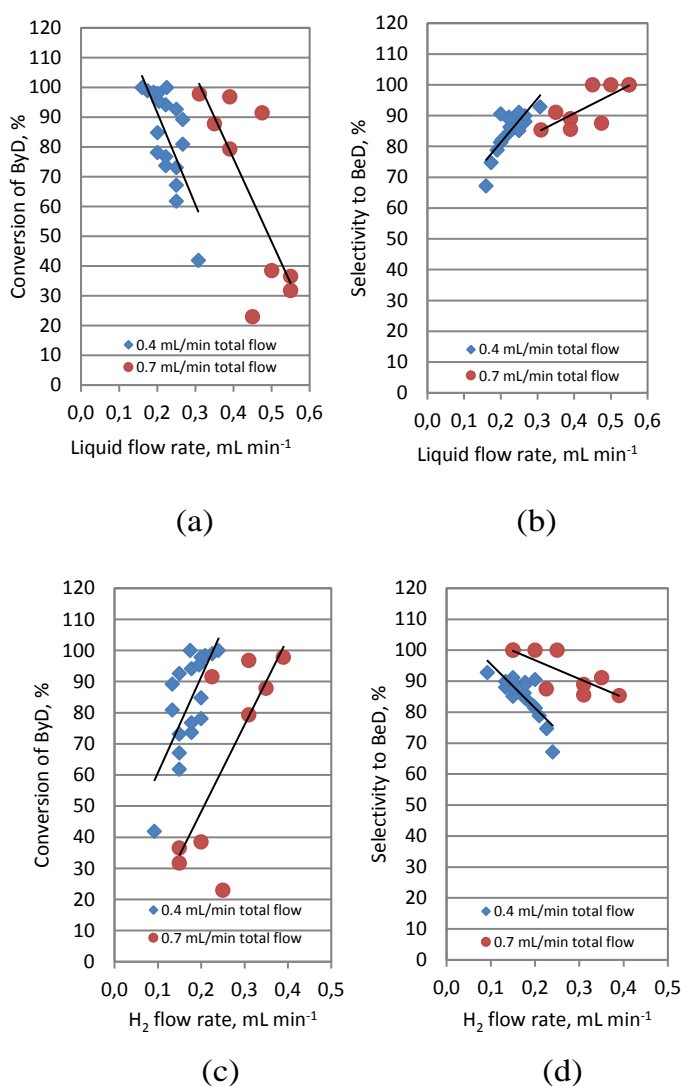 120
110
100
90
80
70
60
50
40
30
20
10
0
Conversion of ByD, %
0.4 mL/min total flow
0.7 mL/min total flow
0,0 0,1 0,2 0,3 0,4 0,5 0,6
Liquid flow rate, mL min⁻¹
(a)
120
110
100
90
80
70
60
50
40
30
20
10
0
Selectivity to BeD, %
0.4 mL/min total flow
0.7 mL/min total flow
0,0 0,1 0,2 0,3 0,4 0,5 0,6
Liquid flow rate, mL min⁻¹
(b)
120
110
100
90
80
70
60
50
40
30
20
10
0
Conversion of ByD, %
0.4 mL/min total flow
0.7 mL/min total flow
0,0 0,1 0,2 0,3 0,4 0,5
H₂ flow rate, mL min⁻¹
(c)
120
110
100
90
80
70
60
50
40
30
20
10
0
Selectivity to BeD, %
0.4 mL/min total flow
0.7 mL/min total flow
0,0 0,1 0,2 0,3 0,4 0,5
H₂ flow rate, mL min⁻¹
(d)